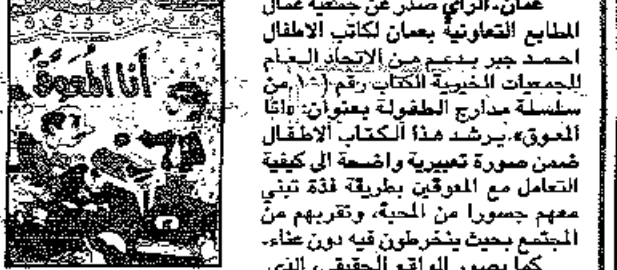 أنا المعوق
عمان-الرأي صدر عن جمعية عمال
المطابع التعاونية بعمان لكاتب الاطفال
احمد جبر بدعم من الاتحاد العام
للجمعيات الخيرية الكتاب رقم من
سلسلة مدارج الطفولة بعنوان: «انا
المعوق». يرشد هذا الكتاب الاطفال
ضمن صورة تعبيرية واضحة الى كيفية
التعامل مع المعوقين بطريقة فذة تبني
معهم جسورا من المحبة، وتقربهم من
المجتمع بحيث ينخرطون فيه دون عناء.
كما يصور الواقع الحقيقي الذي